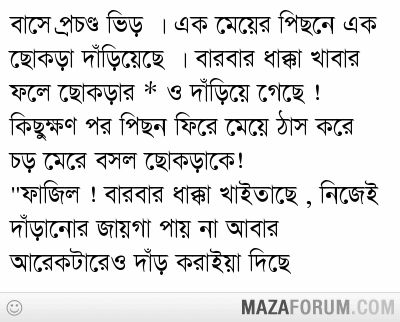 বাসে প্রচণ্ড ভিড় । এক মেয়ের পিছনে এক
ছোকড়া দাঁড়িয়েছে । বারবার ধাক্কা খাবার
ফলে ছোকড়ার * ও দাঁড়িয়ে গেছে !
কিছুক্ষণ পর পিছন ফিরে মেয়ে ঠাস করে
চড় মেরে বসল ছোকড়াকে!
"ফাজিল ! বারবার ধাক্কা খাইতাছে , নিজেই
দাঁড়ানোর জায়গা পায় না আবার
আরেকটারেও দাঁড় করাইয়া দিছে
MAZAFORUM.COM